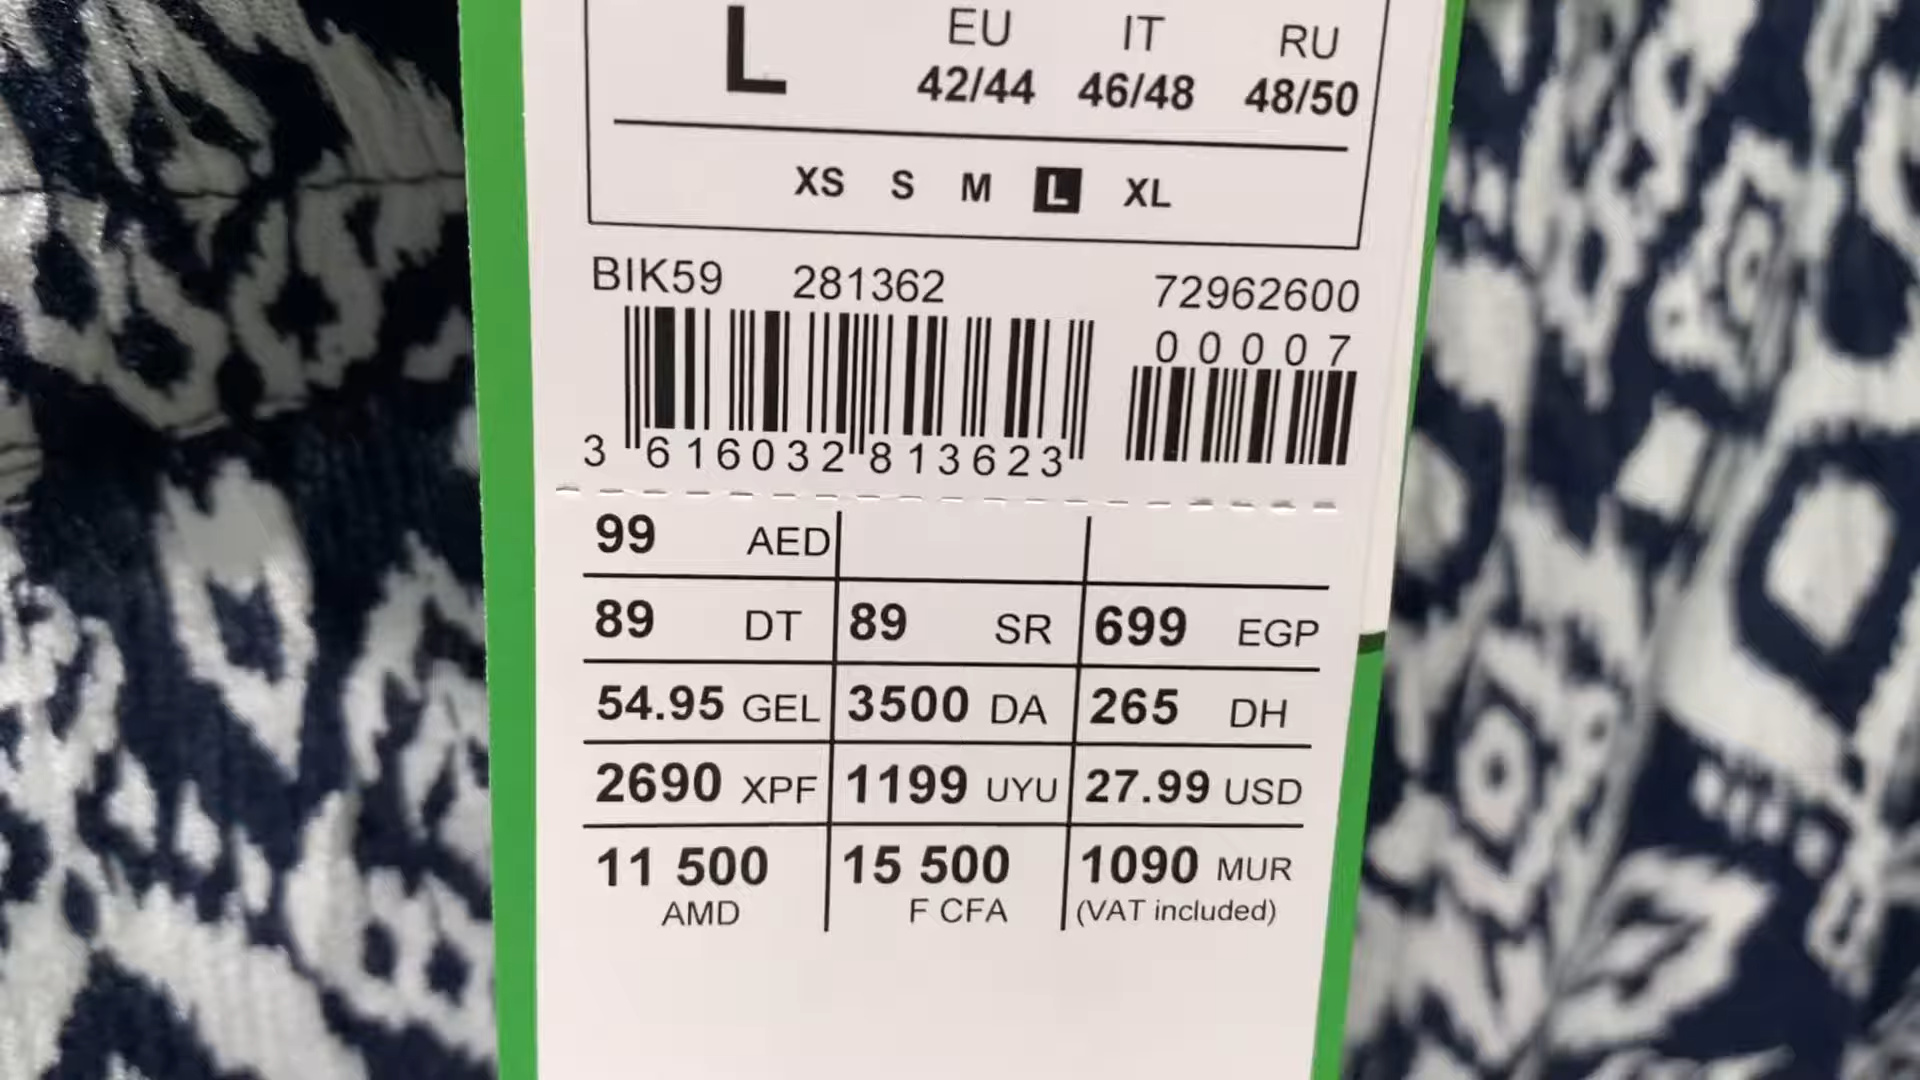 L EU IT RU
42/44 46/48 48/50
XS S M L XL
BIK59 281362 72962600
00007
3 616032 813623
99 AED
89 DT 89 SR 699 EGP
54.95 GEL 3500 DA 265 DH
2690 XPF 1199 UYU 27.99 USD
11 500 15 500 1090 MUR
AMD F CFA (VAT included)